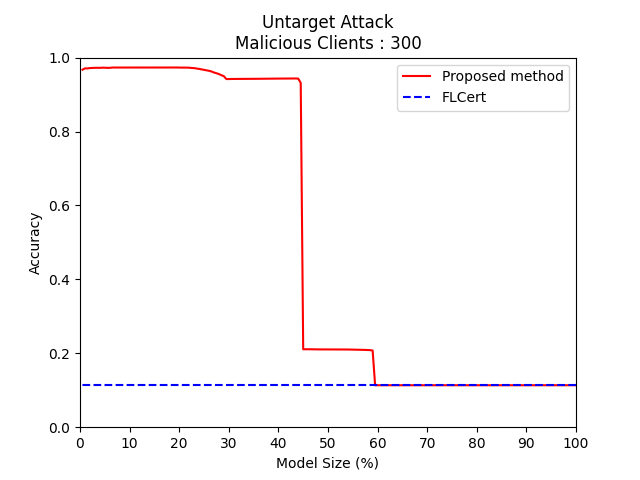 Untarget Attack
Malicious Clients : 300
Proposed method
FLCert
1.0
0.8
0.6
0.4
0.2
0.0
Accuracy
0 10 20 30 40 50 60 70 80 90 100
Model Size (%)